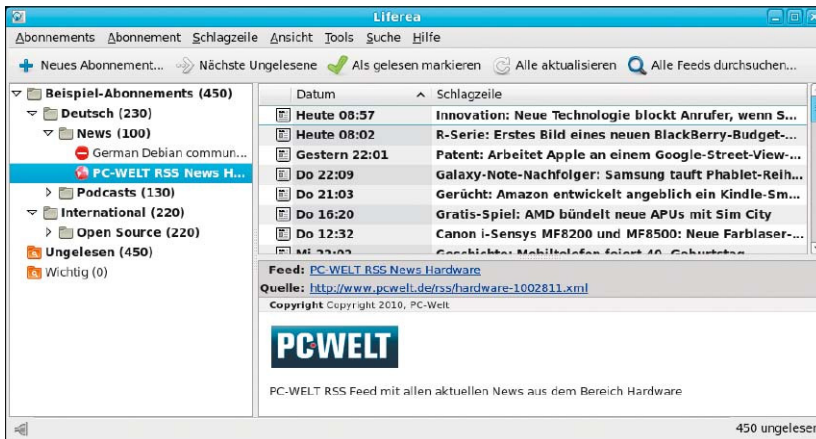 Liferea
Abonnements Abonnement Schlagzeile Ansicht Tools Suche Hilfe
Neues Abonnement... Nächste Ungelesene Als gelesen markieren Alle aktualisieren Alle Feeds durchsuchen...
Beispiel-Abonnements (450)
Deutsch (230)
News (100)
German Debian commun...
PC-WELT RSS News H...
Podcasts (130)
International (220)
Open Source (220)
Ungelesen (450)
Wichtig (0)
Datum Schlagzeile
Heute 08:57 Innovation: Neue Technologie blockt Anrufer, wenn S...
Heute 08:02 R-Serie: Erstes Bild eines neuen BlackBerry-Budget-...
Gestern 22:01 Patent: Arbeitet Apple an einem Google-Street-View-...
Do 22:09 Galaxy-Note-Nachfolger: Samsung tauft Phablet-Reih...
Do 21:03 Gerücht: Amazon entwickelt angeblich ein Kindle-Sm...
Do 16:20 Gratis-Spiel: AMD bündelt neue APUs mit Sim City
Do 12:32 Canon i-Sensys MF8200 und MF8500: Neue Farblaser-...
Mi 22:02 Geschichte: Mobiltelefon feiert 40. Geburtstag
Feed: PC-WELT RSS News Hardware
Quelle: http://www.pcwelt.de/rss/hardware-1002811.xml
Copyright Copyright 2010, PC-Welt
PCWELT
PC-WELT RSS Feed mit allen aktuellen News aus dem Bereich Hardware
450 ungelesen